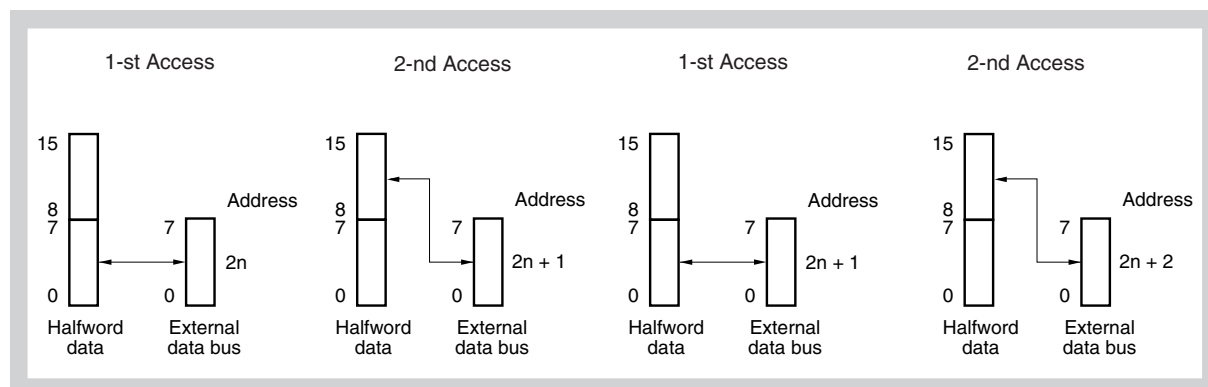 1-st Access
2-nd Access
1-st Access
2-nd Access
15
8
7
0
Address
7
2n
0
Halfword
data
External
data bus
15
8
7
0
Address
7
2n + 1
0
Halfword
data
External
data bus
15
8
7
0
Address
7
2n + 1
0
Halfword
data
External
data bus
15
8
7
0
Address
7
2n + 2
0
Halfword
data
External
data bus